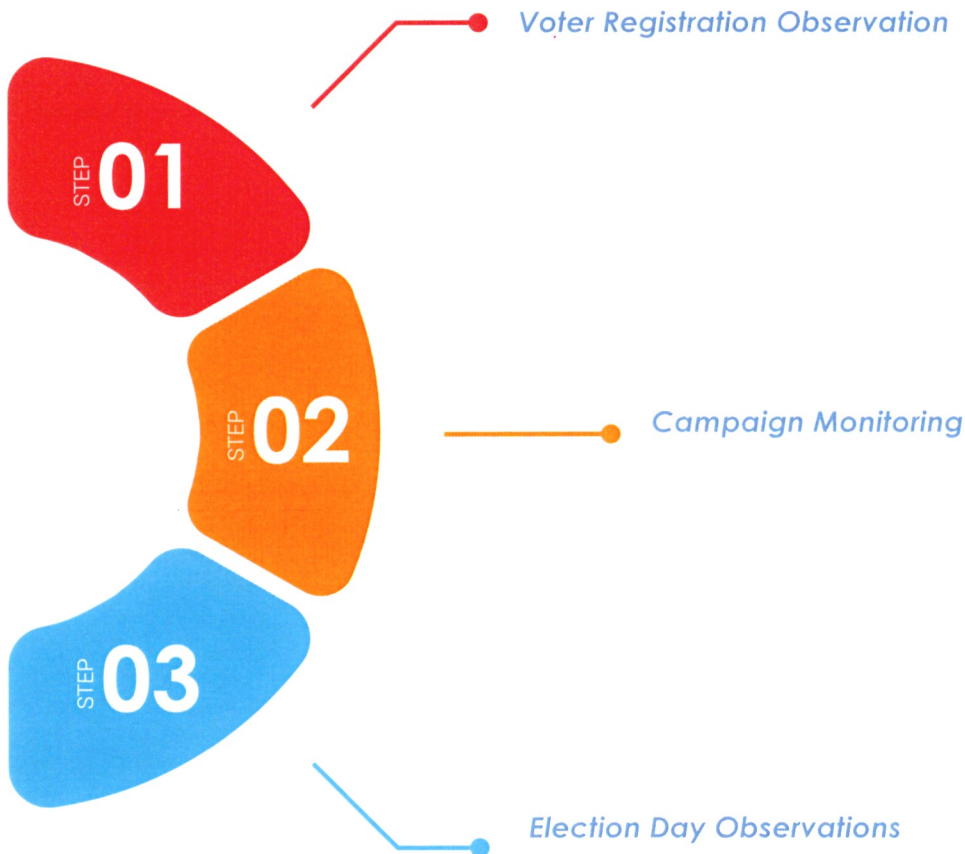 Voter Registration Observation
STEP 01
STEP 02
Campaign Monitoring
STEP 03
Election Day Observations